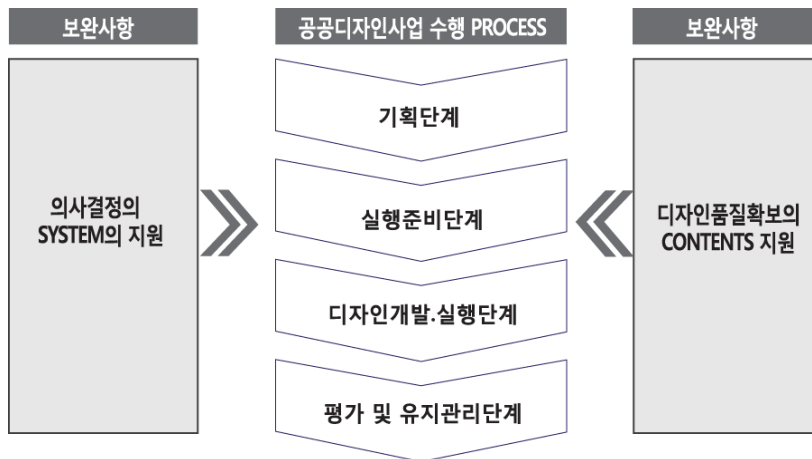 보완사항
공공디자인사업 수행 PROCESS
보완사항
의사결정의
SYSTEM의 지원
기획단계
실행준비단계
디자인개발.실행단계
평가 및 유지관리단계
디자인품질확보의
CONTENTS 지원